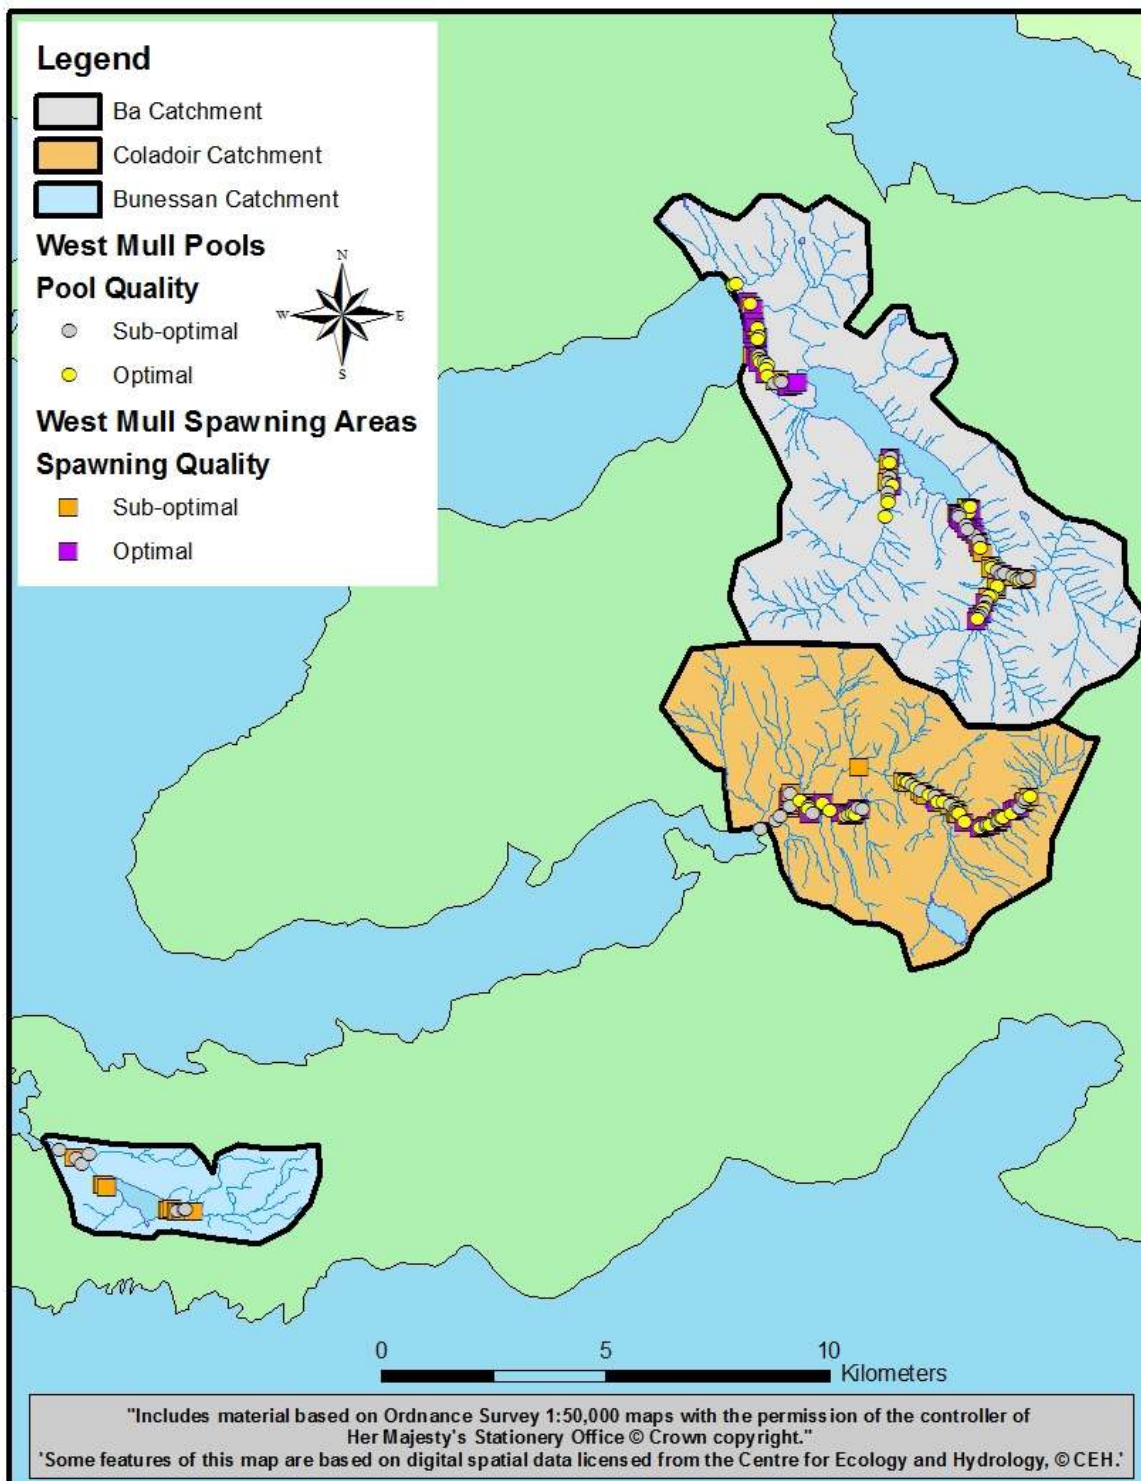 Legend
Ba Catchment
Coladoir Catchment
Bunessan Catchment
West Mull Pools
Pool Quality
Sub-optimal
Optimal
West Mull Spawning Areas
Spawning Quality
Sub-optimal
Optimal
N
W
E
S
0 5 10
Kilometers
"Includes material based on Ordnance Survey 1:50,000 maps with the permission of the controller of
Her Majesty's Stationery Office © Crown copyright."
'Some features of this map are based on digital spatial data licensed from the Centre for Ecology and Hydrology, © CEH.'